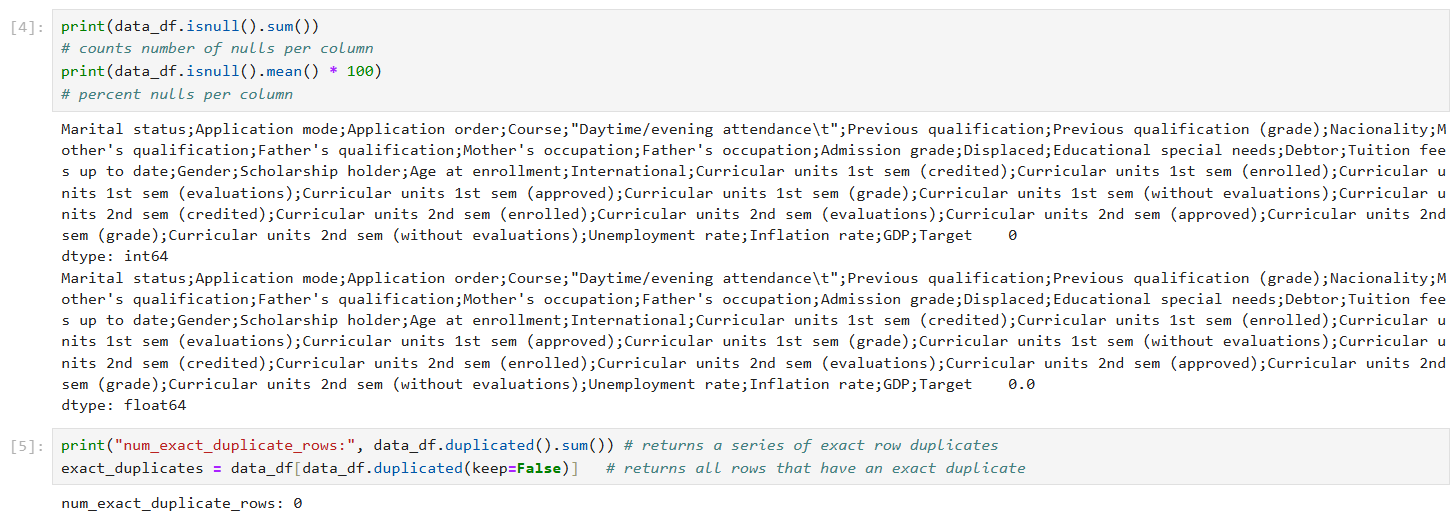 [4]: print(data_df.isnull().sum())
# counts number of nulls per column
print(data_df.isnull().mean() * 100)
# percent nulls per column
Marital status;Application mode;Application order;Course;"Daytime/evening attendance\t";Previous qualification;Previous qualification (grade);Nacionality;M
other's qualification;Father's qualification;Mother's occupation;Father's occupation;Admission grade;Displaced;Educational special needs;Debtor;Tuition fee
s up to date;Gender;Scholarship holder;Age at enrollment;International;Curricular units 1st sem (credited);Curricular units 1st sem (enrolled);Curricular u
nits 1st sem (evaluations);Curricular units 1st sem (approved);Curricular units 1st sem (grade);Curricular units 1st sem (without evaluations);Curricular u
nits 2nd sem (credited);Curricular units 2nd sem (enrolled);Curricular units 2nd sem (evaluations);Curricular units 2nd sem (approved);Curricular units 2nd
sem (grade);Curricular units 2nd sem (without evaluations);Unemployment rate;Inflation rate;GDP;Target    0
dtype: int64
Marital status;Application mode;Application order;Course;"Daytime/evening attendance\t";Previous qualification;Previous qualification (grade);Nacionality;M
other's qualification;Father's qualification;Mother's occupation;Father's occupation;Admission grade;Displaced;Educational special needs;Debtor;Tuition fee
s up to date;Gender;Scholarship holder;Age at enrollment;International;Curricular units 1st sem (credited);Curricular units 1st sem (enrolled);Curricular u
nits 1st sem (evaluations);Curricular units 1st sem (approved);Curricular units 1st sem (grade);Curricular units 1st sem (without evaluations);Curricular u
nits 2nd sem (credited);Curricular units 2nd sem (enrolled);Curricular units 2nd sem (evaluations);Curricular units 2nd sem (approved);Curricular units 2nd
sem (grade);Curricular units 2nd sem (without evaluations);Unemployment rate;Inflation rate;GDP;Target    0.0
dtype: float64
[5]: print("num_exact_duplicate_rows:", data_df.duplicated().sum()) # returns a series of exact row duplicates
exact_duplicates = data_df[data_df.duplicated(keep=False)]   # returns all rows that have an exact duplicate
num_exact_duplicate_rows: 0